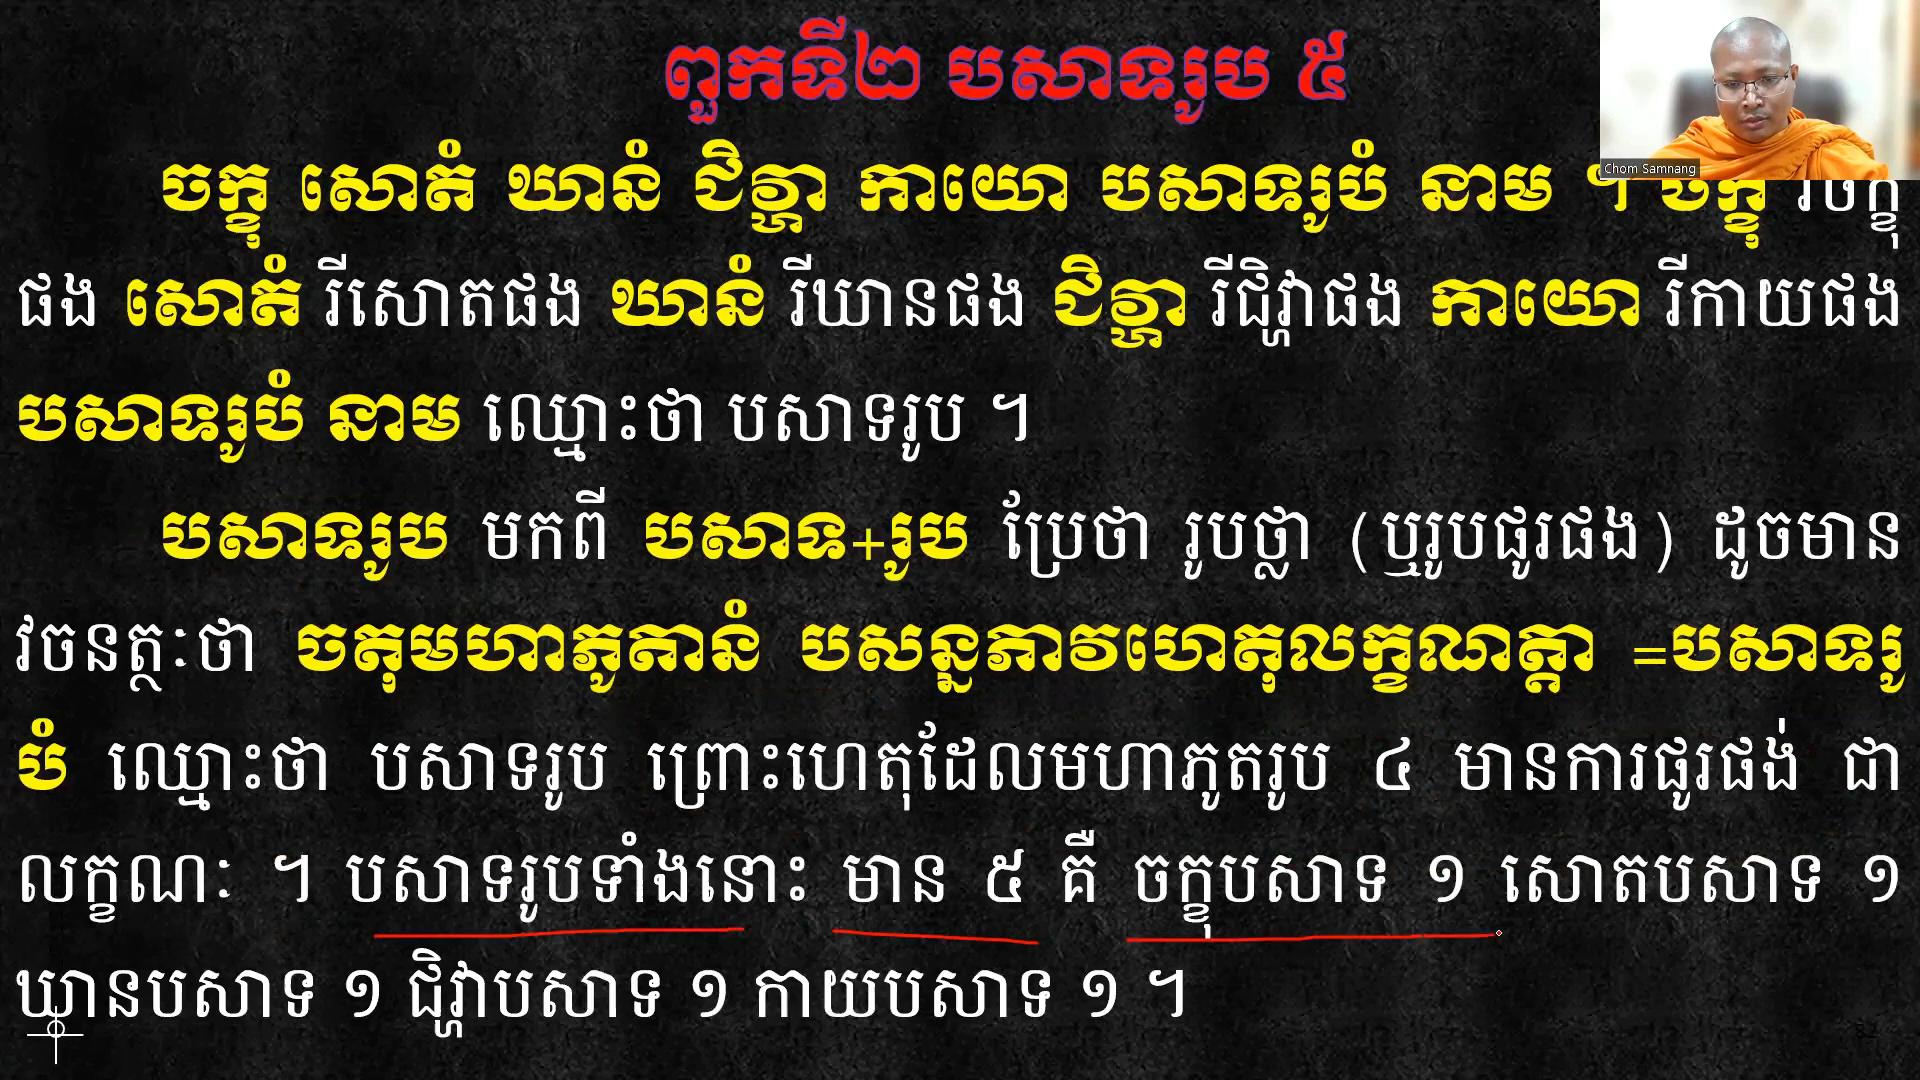 ពួកទី២ បសាទរូប ៥
Chom Samnang
ចក្ខុ សោតំ ឃានំ ជិវ្ហា កាយោ បសាទរូបំ នាម ។ ចក្ខុ រីចក្ខុ
ផង សោតំ រីសោតផង ឃានំ រីឃានផង ជិវ្ហា រីជិវ្ហាផង កាយោ រីកាយផង
បសាទរូបំ នាម ឈ្មោះថា បសាទរូប ។
បសាទរូប មកពី បសាទ+រូប ប្រែថា រូបថ្លា (ឬរូបផូរផង) ដូចមាន
វចនត្ថៈថា ចតុមហាភូតានំ បសន្នភាវហេតុលក្ខណត្តា =បសាទរូ
បំ ឈ្មោះថា បសាទរូប ព្រោះហេតុដែលមហាភូតរូប ៤ មានការផូរផង់ ជា
លក្ខណៈ ។ បសាទរូបទាំងនោះ មាន ៥ គឺ ចក្ខុបសាទ ១ សោតបសាទ ១
ឃានបសាទ ១ ជិវ្ហាបសាទ ១ កាយបសាទ ១ ។